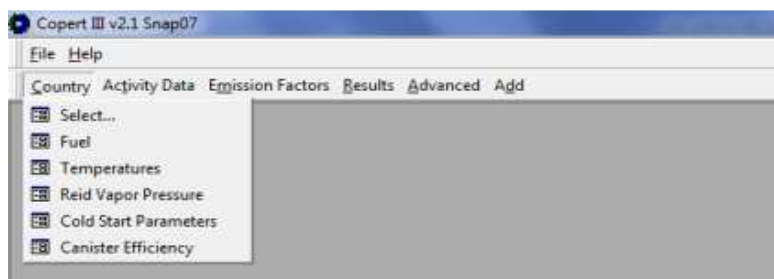 Copert III v2.1 Snap07
File Help
Country Activity Data Emission Factors Results Advanced Add
Select...
Fuel
Temperatures
Reid Vapor Pressure
Cold Start Parameters
Canister Efficiency